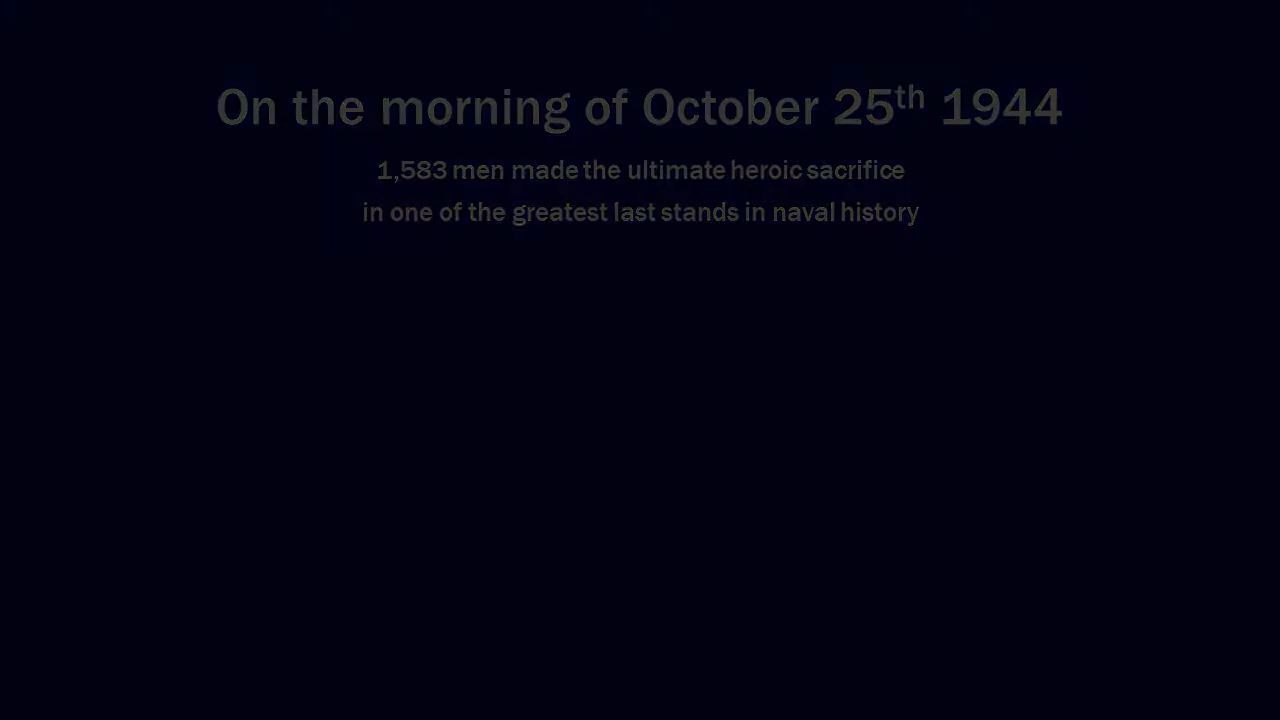 On the morning of October 25th 1944
1,583 men made the ultimate heroic sacrifice
in one of the greatest last stands in naval history